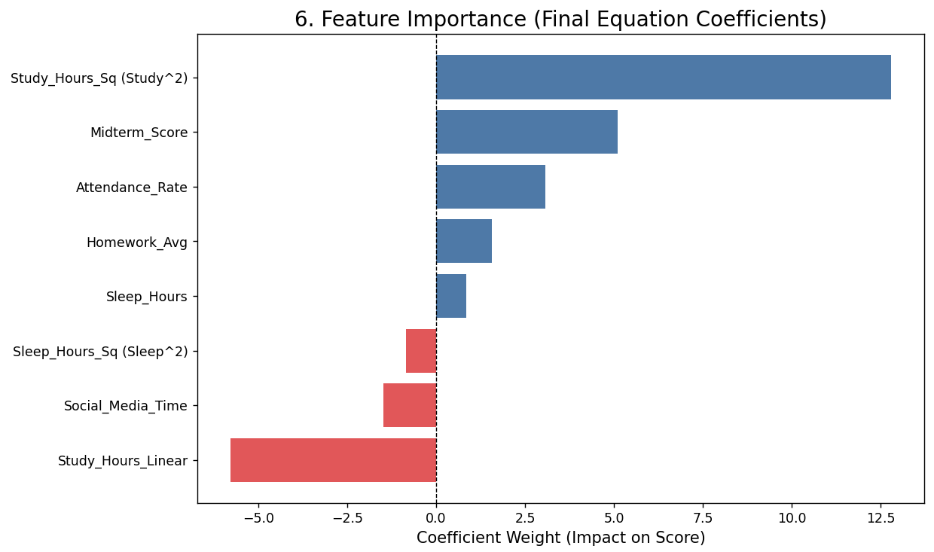 6. Feature Importance (Final Equation Coefficients)
Study_Hours_Sq (Study^2)
Midterm_Score
Attendance_Rate
Homework_Avg
Sleep_Hours
Sleep_Hours_Sq (Sleep^2)
Social_Media_Time
Study_Hours_Linear
−5.0 −2.5 0.0 2.5 5.0 7.5 10.0 12.5
Coefficient Weight (Impact on Score)